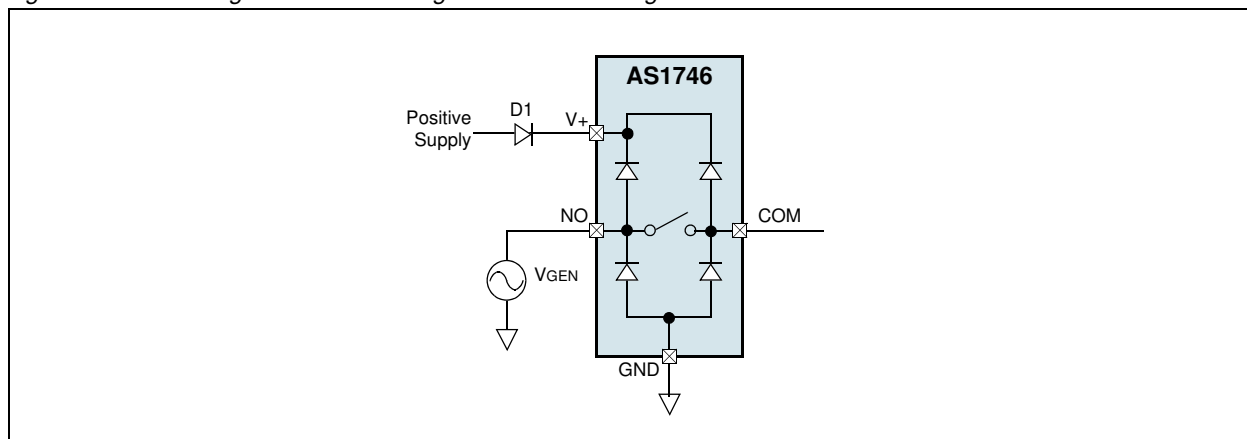 AS1746
D1
Positive
Supply
V+
NO
COM
VGEN
GND